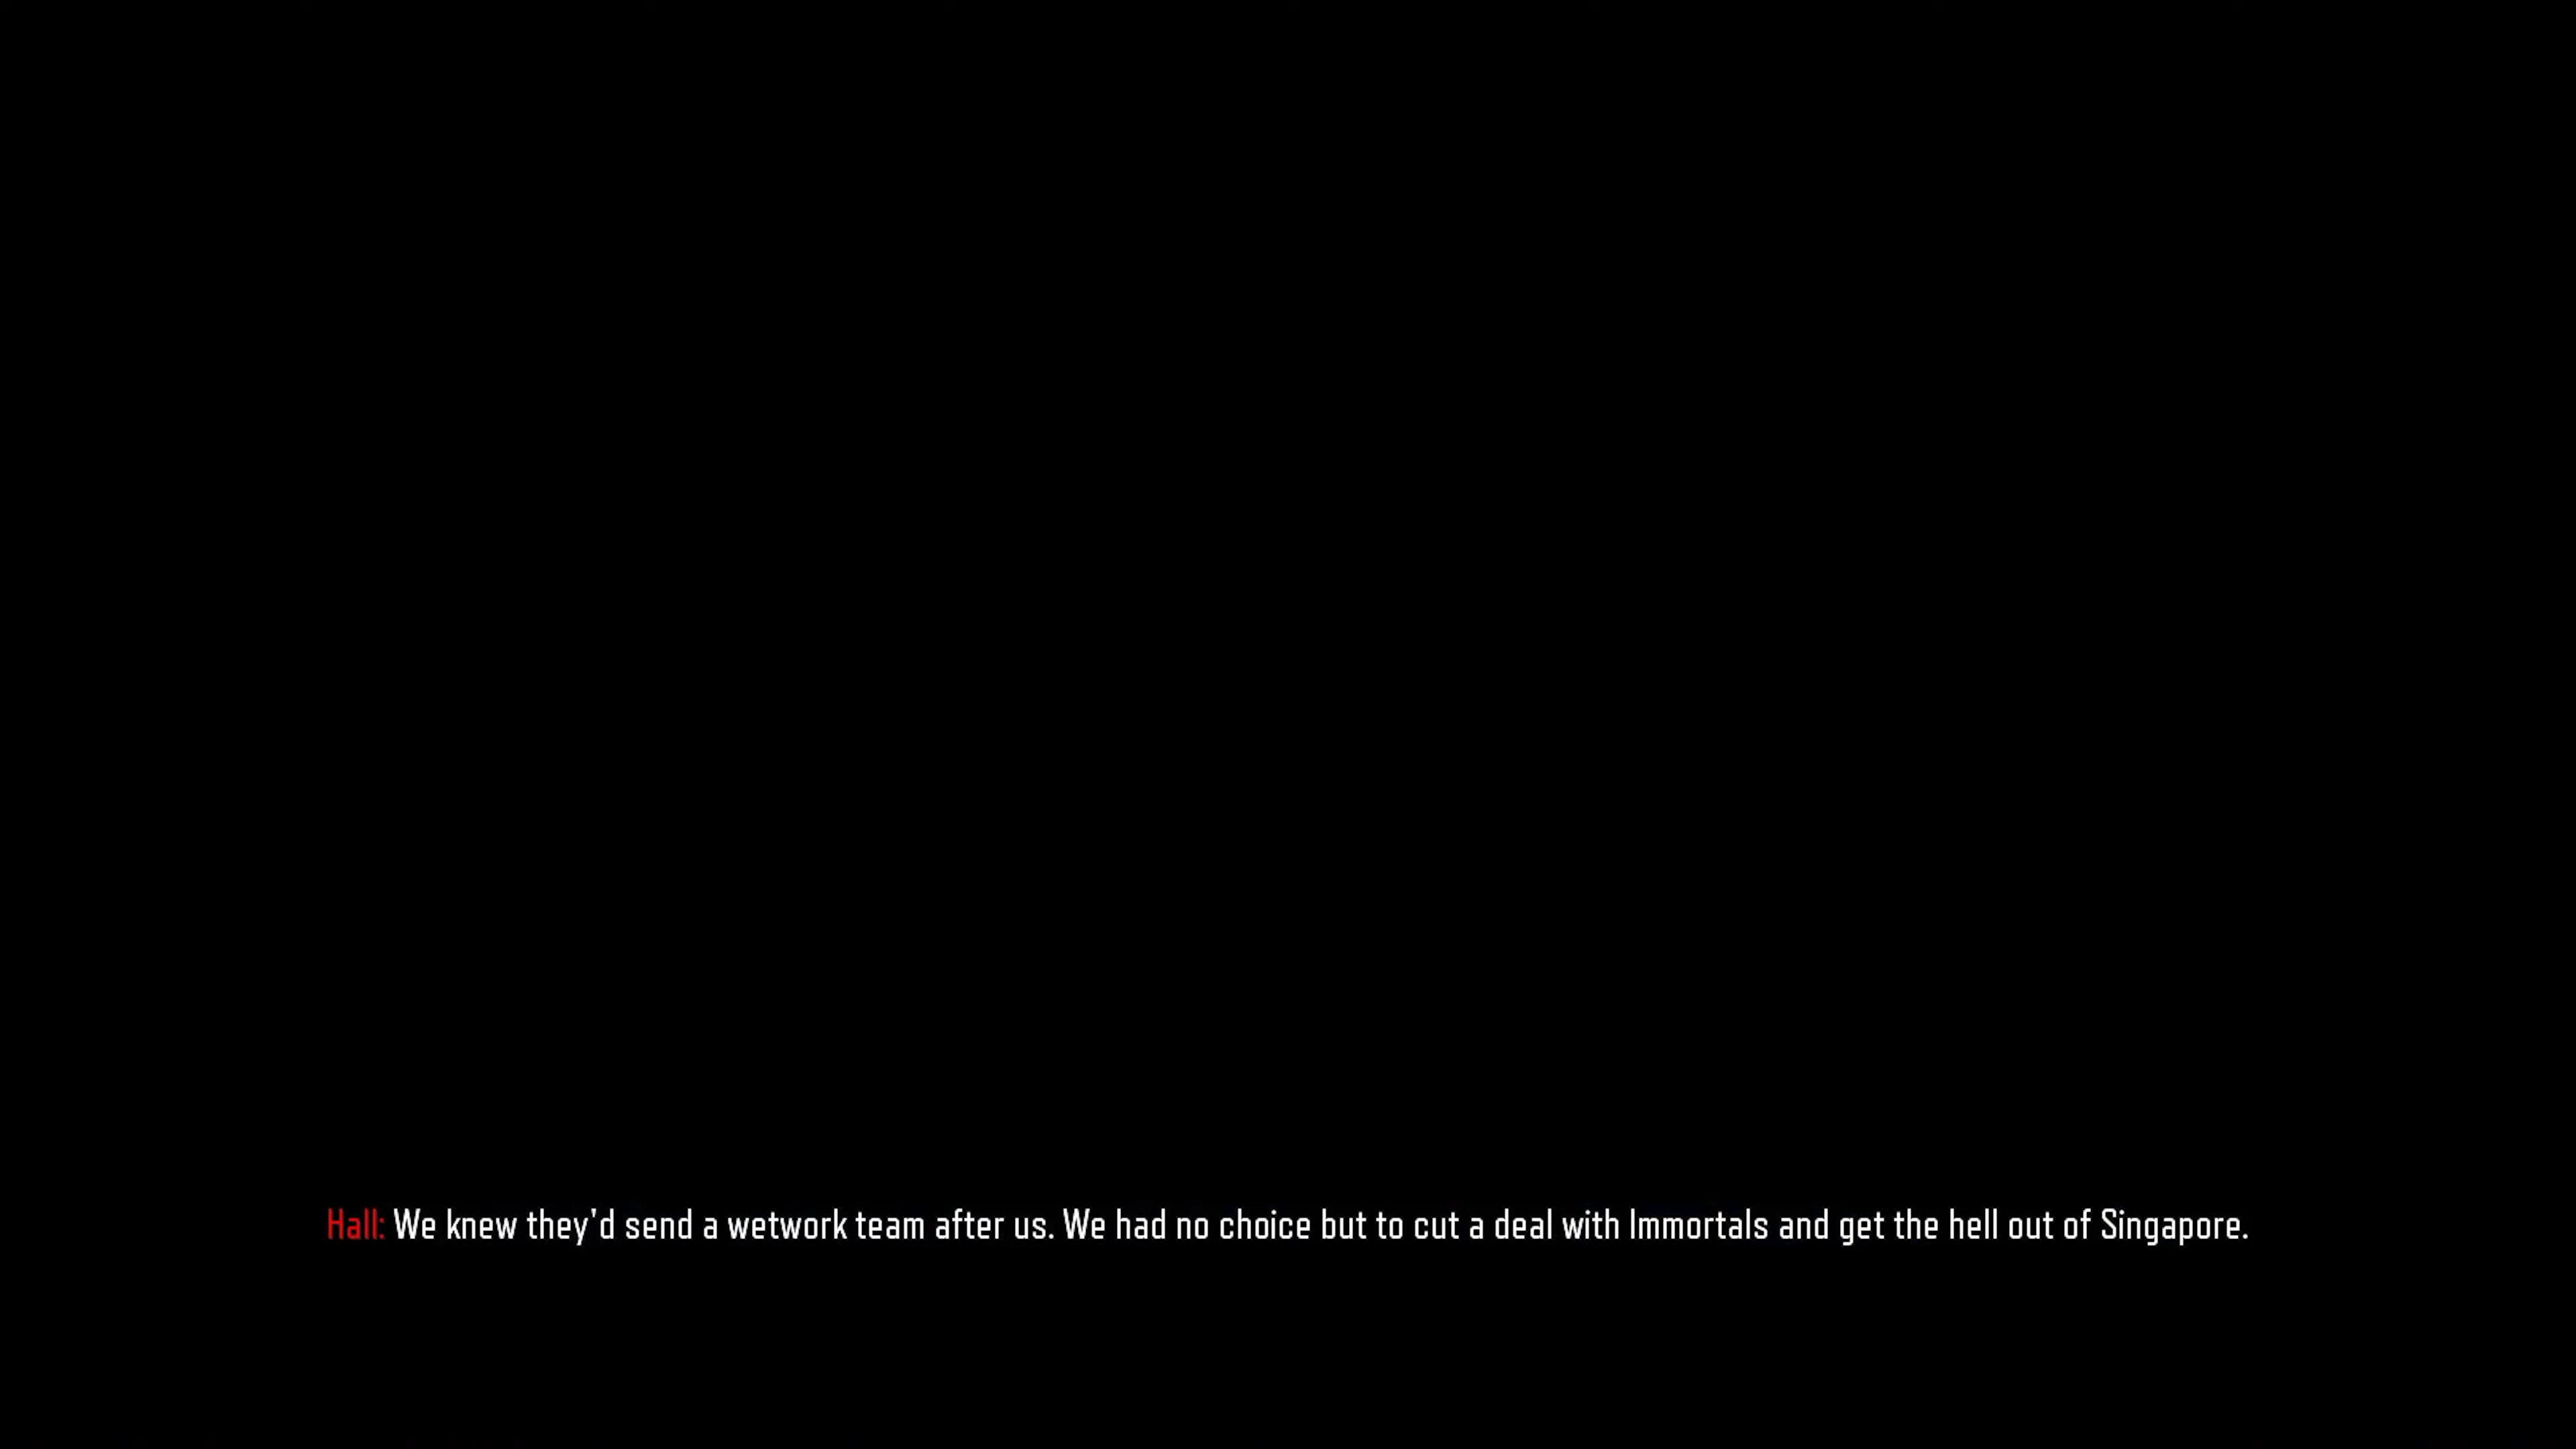 Hall: We knew they'd send a wetwork team after us. We had no choice but to cut a deal with Immortals and get the hell out of Singapore.